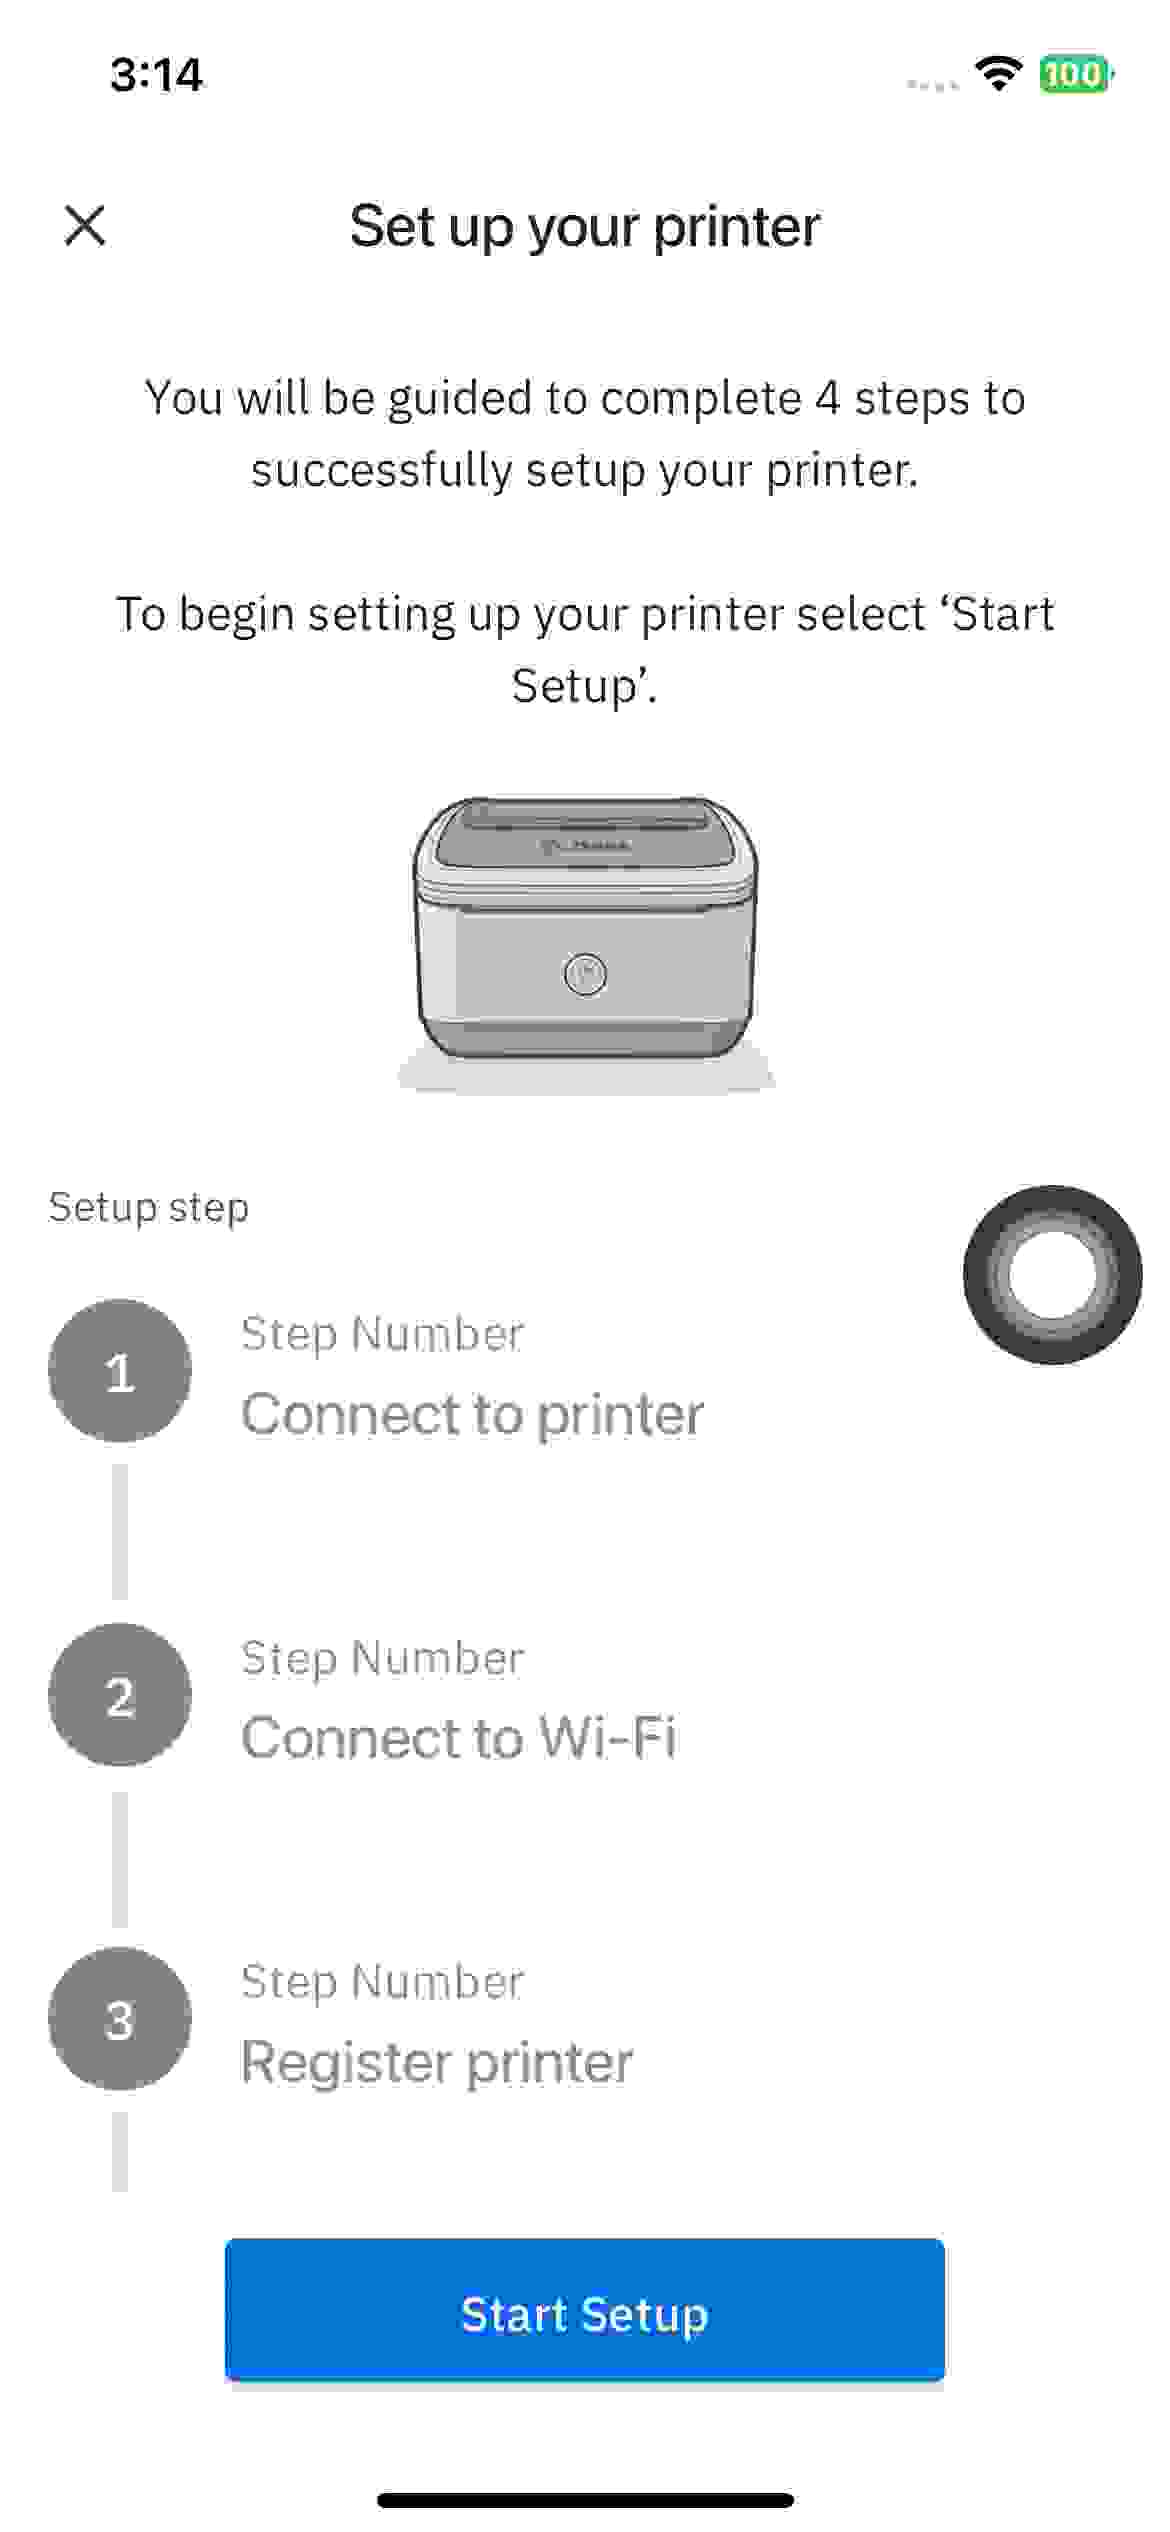 3:14
100
Set up your printer
You will be guided to complete 4 steps to
successfully setup your printer.
To begin setting up your printer select ‘Start
Setup’.
Setup step
1
Step Number
Connect to printer
2
Step Number
Connect to Wi-Fi
3
Step Number
Register printer
Start Setup